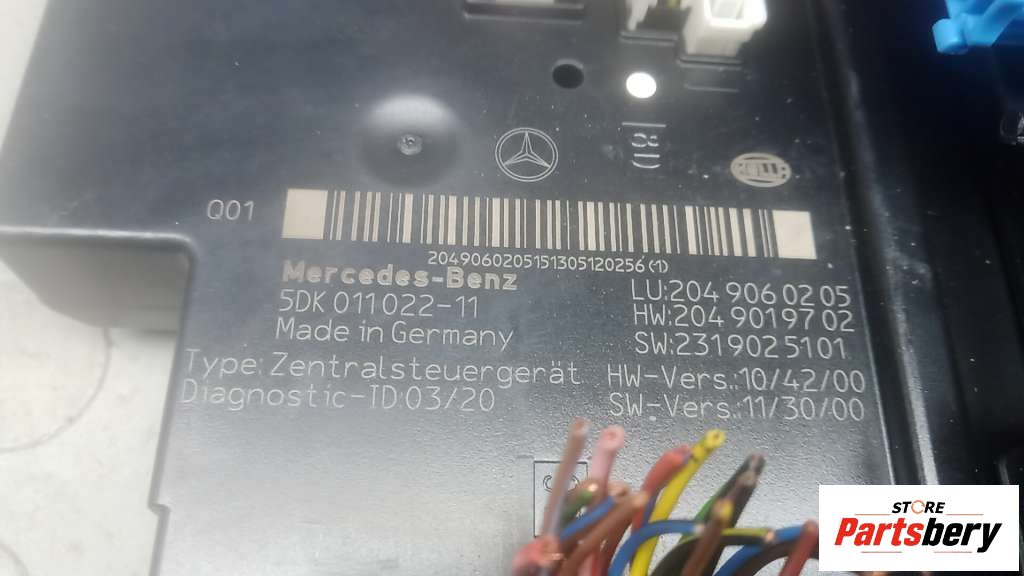 HELLA
Q01
2049060205151305120256(1)
Mercedes-Benz
5DK 011022-11
Made in Germany
Type: Zentralsteuergerät
Diagnostic-ID:03/20
LU:204 906 02 05
HW:204 901 97 02
SW:231 902 51 01
HW-Vers.:10/42/00
SW-Vers.:11/30/00
STORE
Partsbery